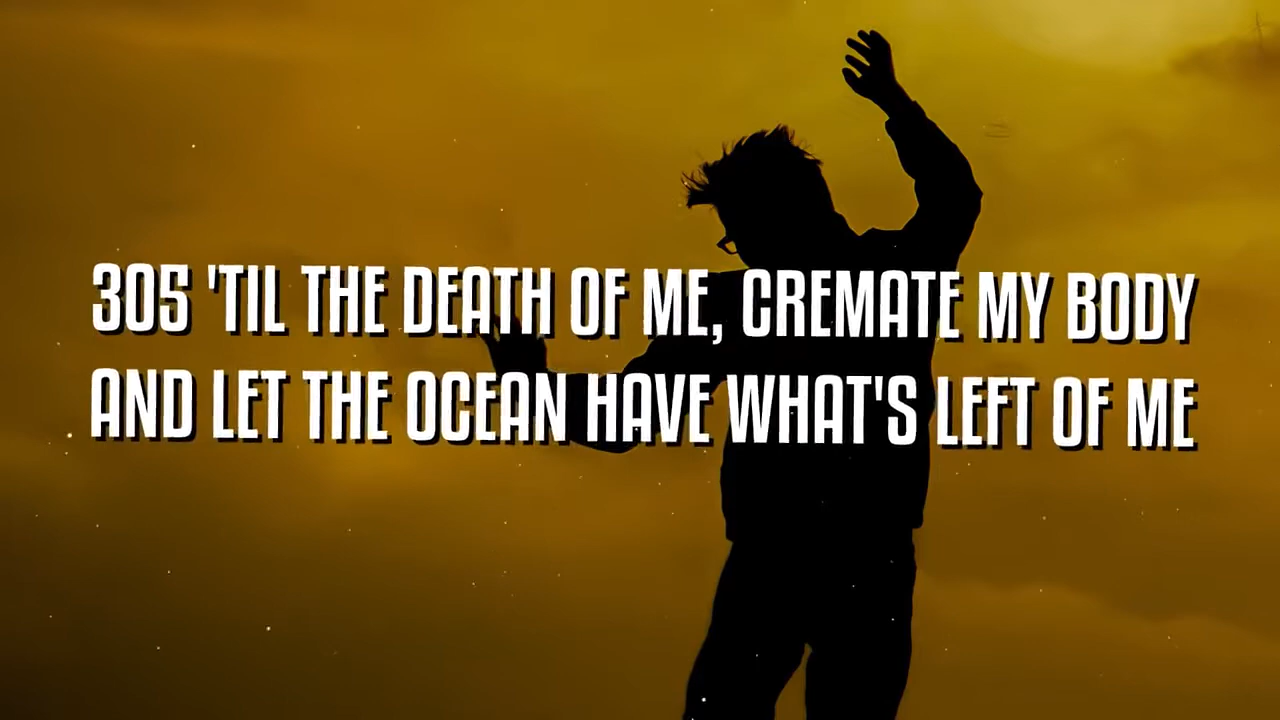 305 'TIL THE DEATH OF ME, CREMATE MY BODY
AND LET THE OCEAN HAVE WHAT'S LEFT OF ME